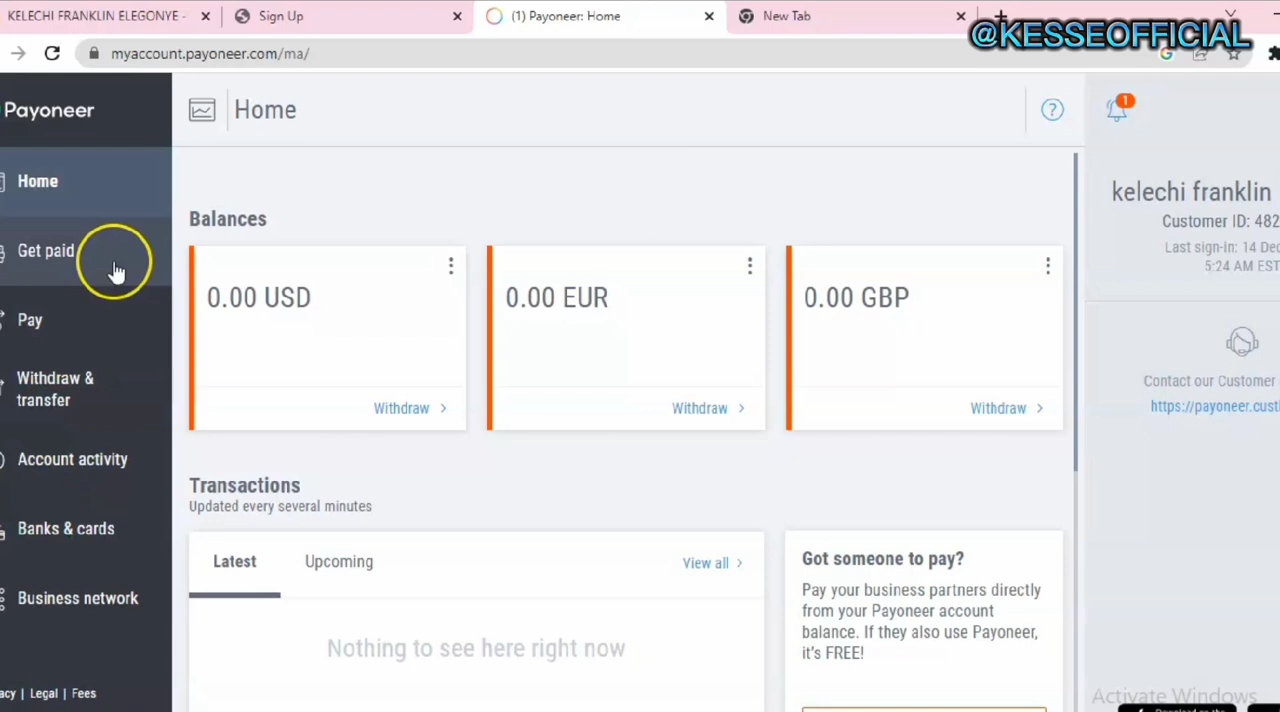 KELECHI FRANKLIN ELEGONYE -
Sign Up
(1) Payoneer: Home
New Tab
@KESSEOFFICIAL
myaccount.payoneer.com/ma/
Payoneer
Home
Get paid
Pay
Withdraw &
transfer
Account activity
Banks & cards
Business network
acy | Legal | Fees
Home
Balances
0.00 USD
Withdraw
0.00 EUR
Withdraw
0.00 GBP
Withdraw
Transactions
Updated every several minutes
Latest
Upcoming
View all
Nothing to see here right now
Got someone to pay?
Pay your business partners directly
from your Payoneer account
balance. If they also use Payoneer,
it's FREE!
1
kelechi franklin
Customer ID: 482
Last sign-in: 14 Dec
5:24 AM EST
Contact our Customer
https://payoneer.custl
Activate Windows